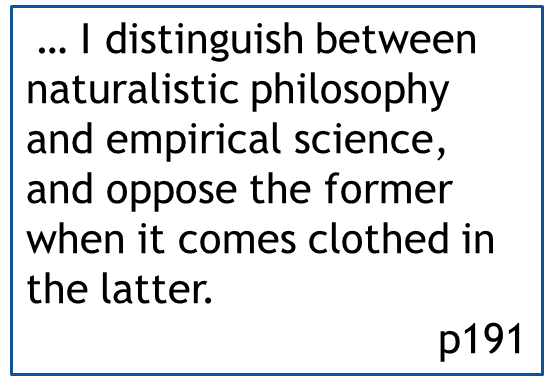 … I distinguish between
naturalistic philosophy
and empirical science,
and oppose the former
when it comes clothed in
the latter.
p191